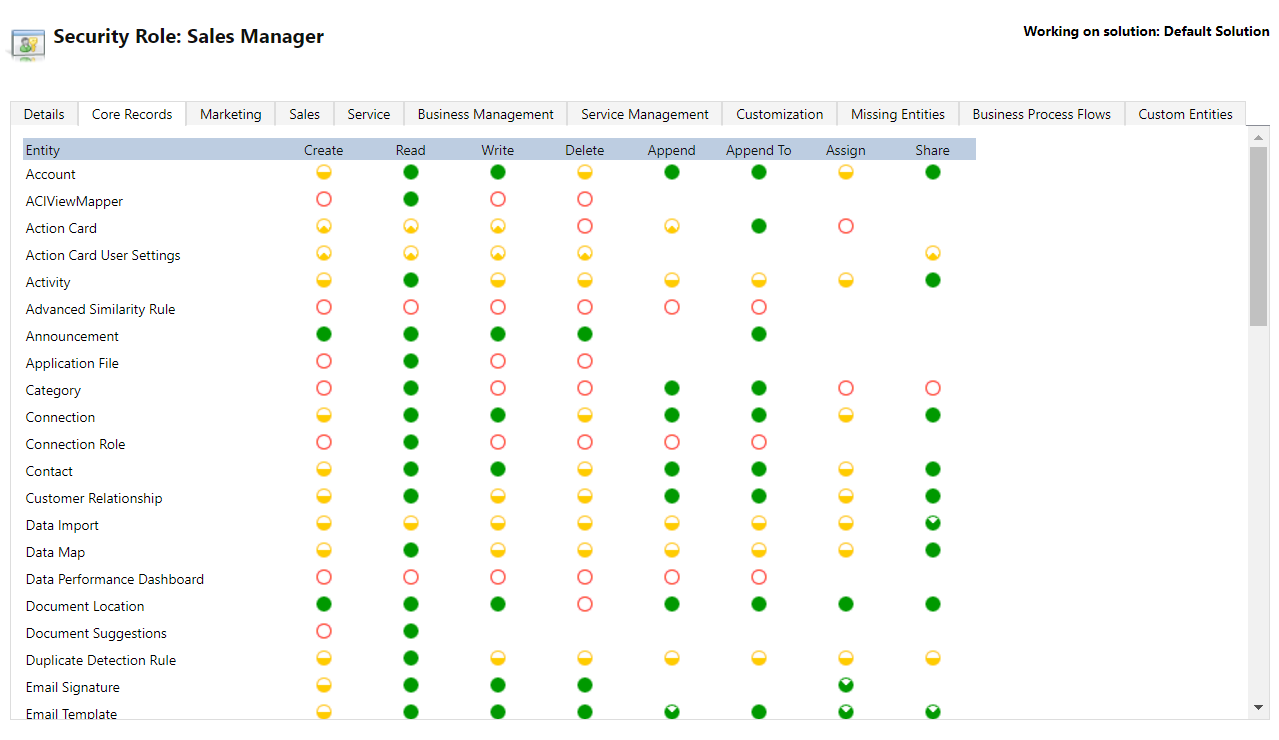 Security Role: Sales Manager
Working on solution: Default Solution
Details Core Records Marketing Sales Service Business Management Service Management Customization Missing Entities Business Process Flows Custom Entities
Entity Create Read Write Delete Append Append To Assign Share
Account
ACIViewMapper
Action Card
Action Card User Settings
Activity
Advanced Similarity Rule
Announcement
Application File
Category
Connection
Connection Role
Contact
Customer Relationship
Data Import
Data Map
Data Performance Dashboard
Document Location
Document Suggestions
Duplicate Detection Rule
Email Signature
Email Template